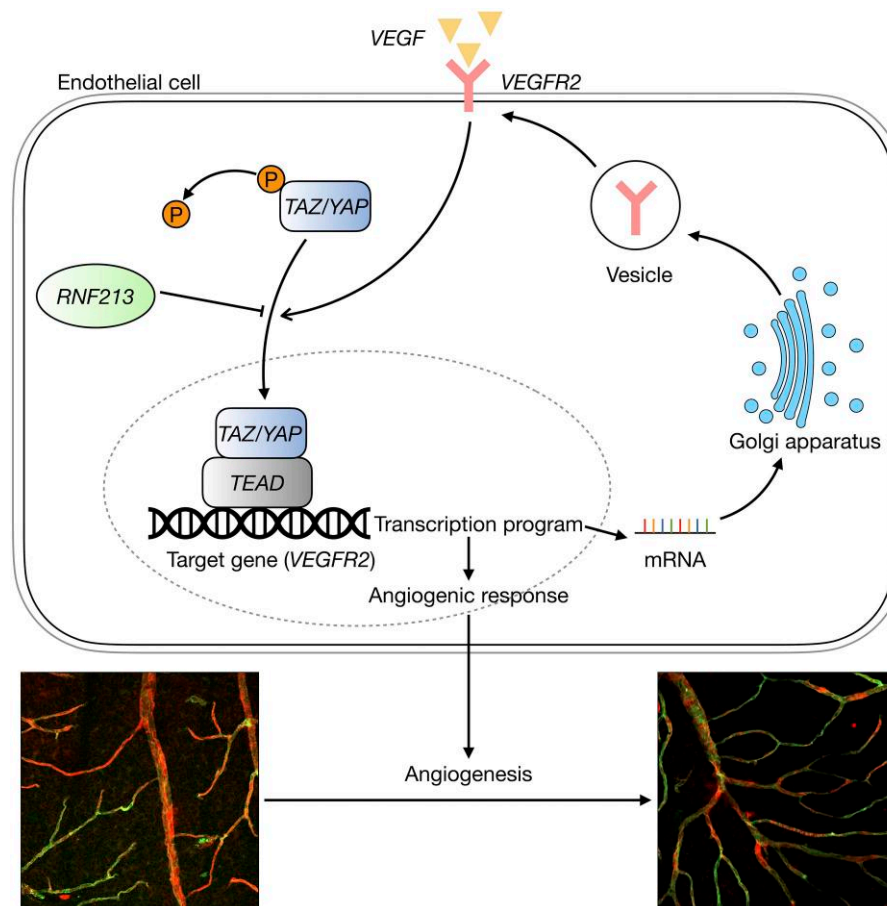 VEGF
Endothelial cell
VEGFR2
P
P
TAZ/YAP
RNF213
Vesicle
Golgi apparatus
TAZ/YAP
TEAD
Transcription program
Target gene (VEGFR2)
mRNA
Angiogenic response
Angiogenesis